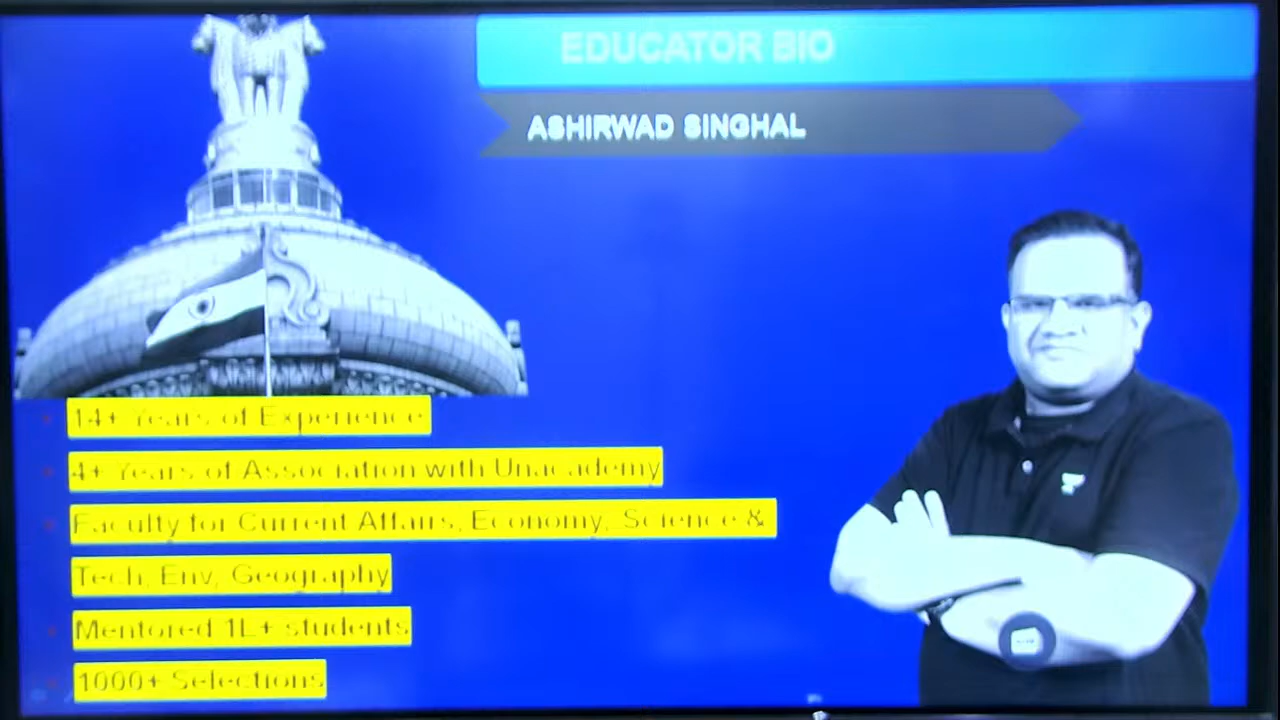 EDUCATOR BIO
ASHIRWAD SINGHAL
14+ Years of Experience
4+ Years of Association with Unacademy
Faculty for Current Affairs, Economy, Science &
Tech, Env, Geography
Mentored 1L+ students
1000+ Selections